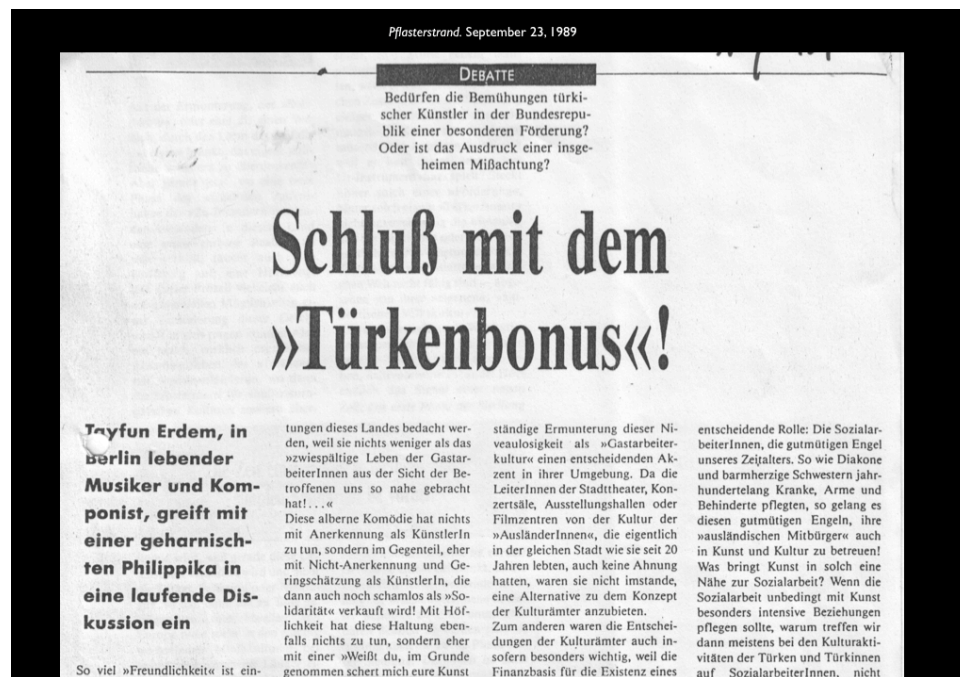 Pflasterstrand. September 23, 1989
DEBATTE
Bedürfen die Bemühungen türki-
scher Künstler in der Bundesrepu-
blik einer besonderen Förderung?
Oder ist das Ausdruck einer insge-
heimen Mißachtung?
Schluß mit dem
»Türkenbonus«!
Tayfun Erdem, in
Berlin lebender
Musiker und Kom-
ponist, greift mit
einer geharnisch-
ten Philippika in
eine laufende Dis-
kussion ein
So viel »Freundlichkeit« ist ein-
tungen dieses Landes bedacht wer-
den, weil sie nichts weniger als das
»zwiespältige Leben der Gastar-
beiterInnen aus der Sicht der Be-
troffenen uns so nahe gebracht
hat!...«
Diese alberne Komödie hat nichts
mit Anerkennung als KünstlerIn
zu tun, sondern im Gegenteil, eher
mit Nicht-Anerkennung und Ge-
ringschätzung als KünstlerIn, die
dann auch noch schamlos als »So-
lidarität« verkauft wird! Mit Höf-
lichkeit hat diese Haltung eben-
falls nichts zu tun, sondern eher
mit einer »Weißt du, im Grunde
genommen schert mich eure Kunst
ständige Ermunterung dieser Ni-
veaulosigkeit als »Gastarbeiter-
kultur« einen entscheidenden Ak-
zent in ihrer Umgebung. Da die
LeiterInnen der Stadttheater, Kon-
zertsäle, Ausstellungshallen oder
Filmzentren von der Kultur der
»AusländerInnen«, die eigentlich
in der gleichen Stadt wie sie seit 20
Jahren lebten, auch keine Ahnung
hatten, waren sie nicht imstande,
eine Alternative zu dem Konzept
der Kulturämter anzubieten.
Zum anderen waren die Entschei-
dungen der Kulturämter auch in-
sofern besonders wichtig, weil die
Finanzbasis für die Existenz eines
entscheidende Rolle: Die Sozialar-
beiterInnen, die gutmütigen Engel
unseres Zeitalters. So wie Diakone
und barmherzige Schwestern jahr-
hundertelang Kranke, Arme und
Behinderte pflegten, so gelang es
diesen gutmütigen Engeln, ihre
»ausländischen Mitbürger« auch
in Kunst und Kultur zu betreuen!
Was bringt Kunst in solch eine
Nähe zur Sozialarbeit? Wenn die
Sozialarbeit unbedingt mit Kunst
besonders intensive Beziehungen
pflegen sollte, warum treffen wir
dann meistens bei den Kulturakti-
vitäten der Türken und Türkinnen
auf SozialarbeiterInnen, nicht